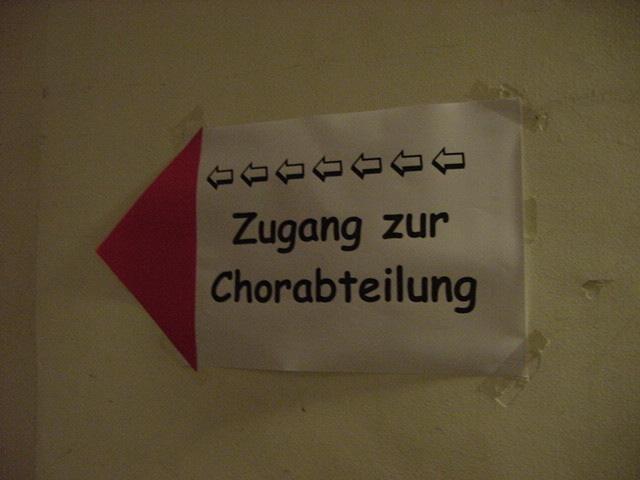 ⇦⇦⇦⇦⇦⇦⇦
Zugang zur
Chorabteilung